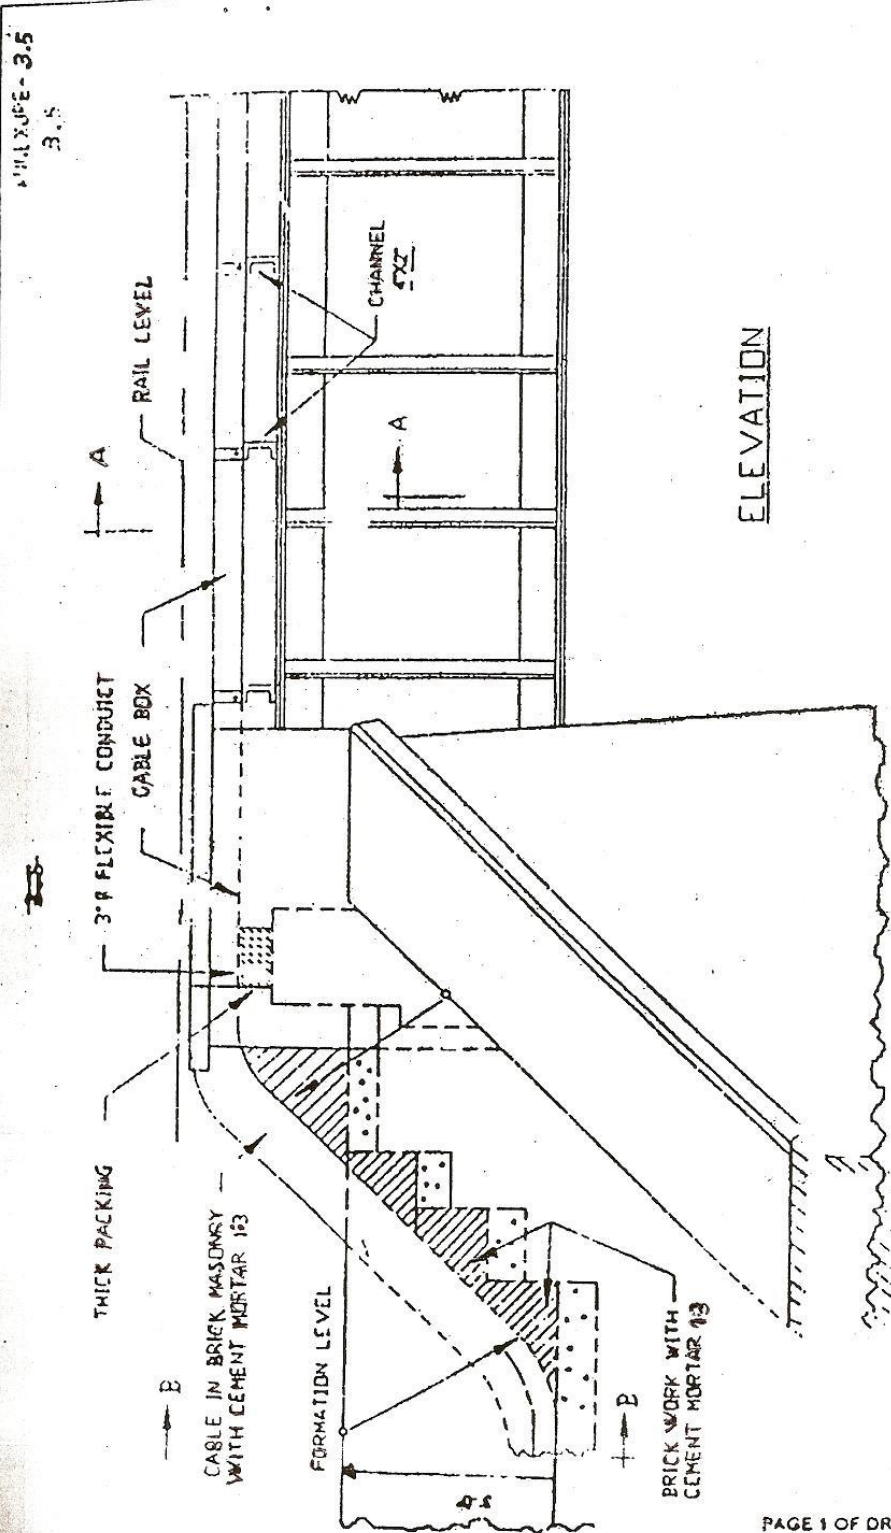 3.5
RAIL LEVEL
A
3"Ø FLEXIBLE CONDUICT
CABLE BOX
CHANNEL
A
THICK PACKING
B
CABLE IN BRICK MASONRY
WITH CEMENT MORTAR 1:3
FORMATION LEVEL
B
BRICK WORK WITH
CEMENT MORTAR 1:3
ELEVATION
PAGE 1 OF DR